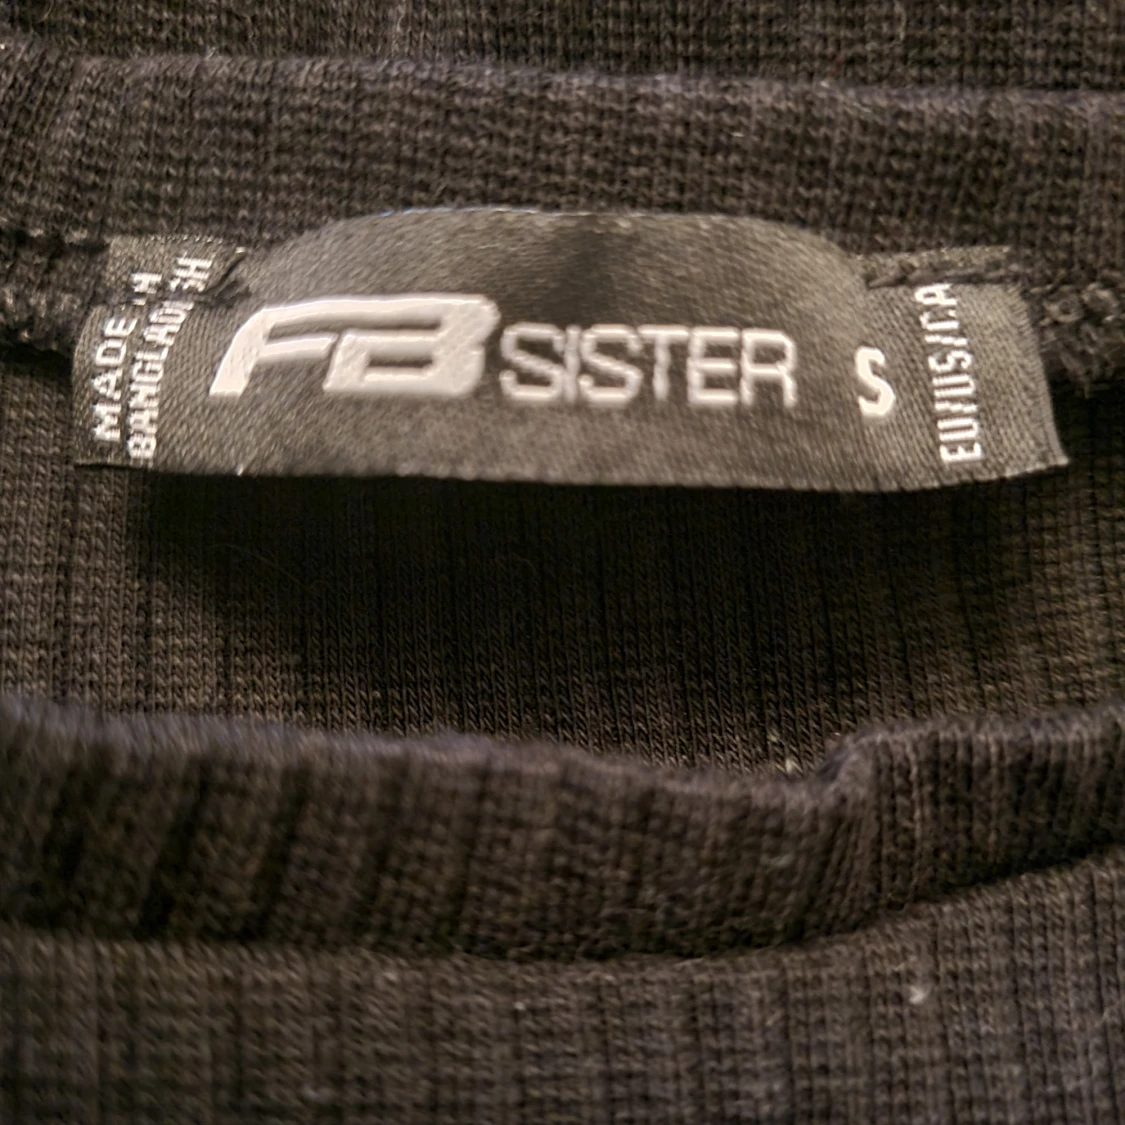 MADE IN
BANGLADESH
FB SISTER
S
EU/US/CA